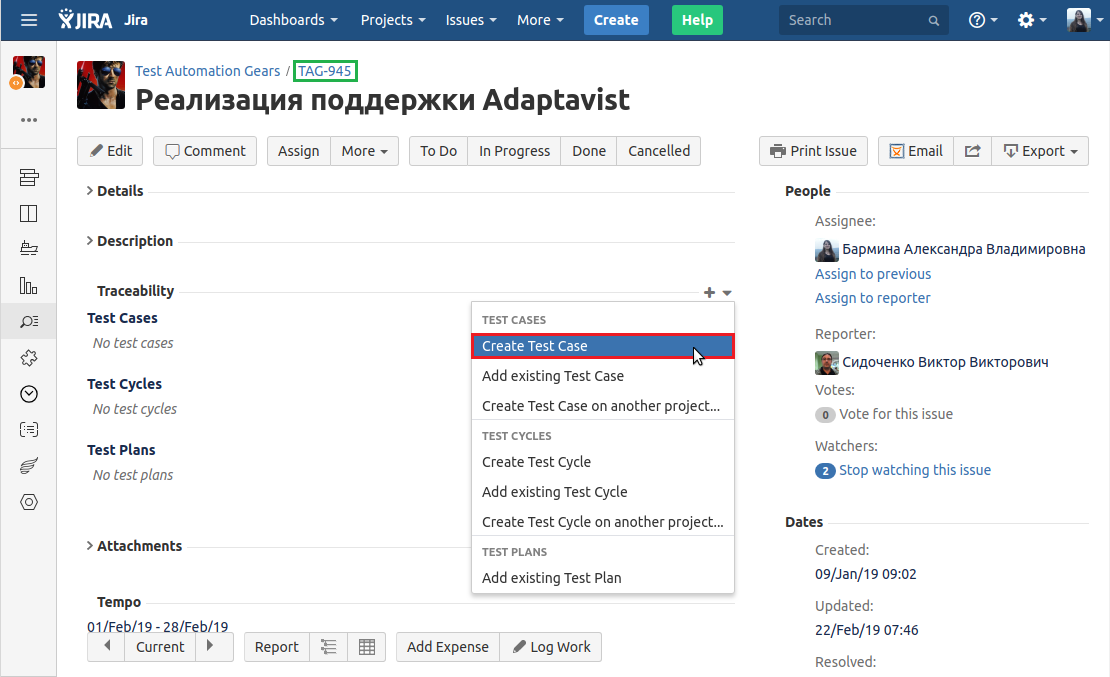 JIRA Jira Dashboards Projects Issues More Create Help Search
Test Automation Gears / TAG-945
Реализация поддержки Adaptavist
Edit Comment Assign More To Do In Progress Done Cancelled Print Issue Email Export
Details
Description
Traceability
Test Cases
No test cases
Test Cycles
No test cycles
Test Plans
No test plans
TEST CASES
Create Test Case
Add existing Test Case
Create Test Case on another project...
TEST CYCLES
Create Test Cycle
Add existing Test Cycle
Create Test Cycle on another project...
TEST PLANS
Add existing Test Plan
Attachments
Tempo
01/Feb/19 - 28/Feb/19
Current Report Add Expense Log Work
People
Assignee:
Бармина Александра Владимировна
Assign to previous
Assign to reporter
Reporter:
Сидоченко Виктор Викторович
Votes:
0 Vote for this issue
Watchers:
2 Stop watching this issue
Dates
Created:
09/Jan/19 09:02
Updated:
22/Feb/19 07:46
Resolved: